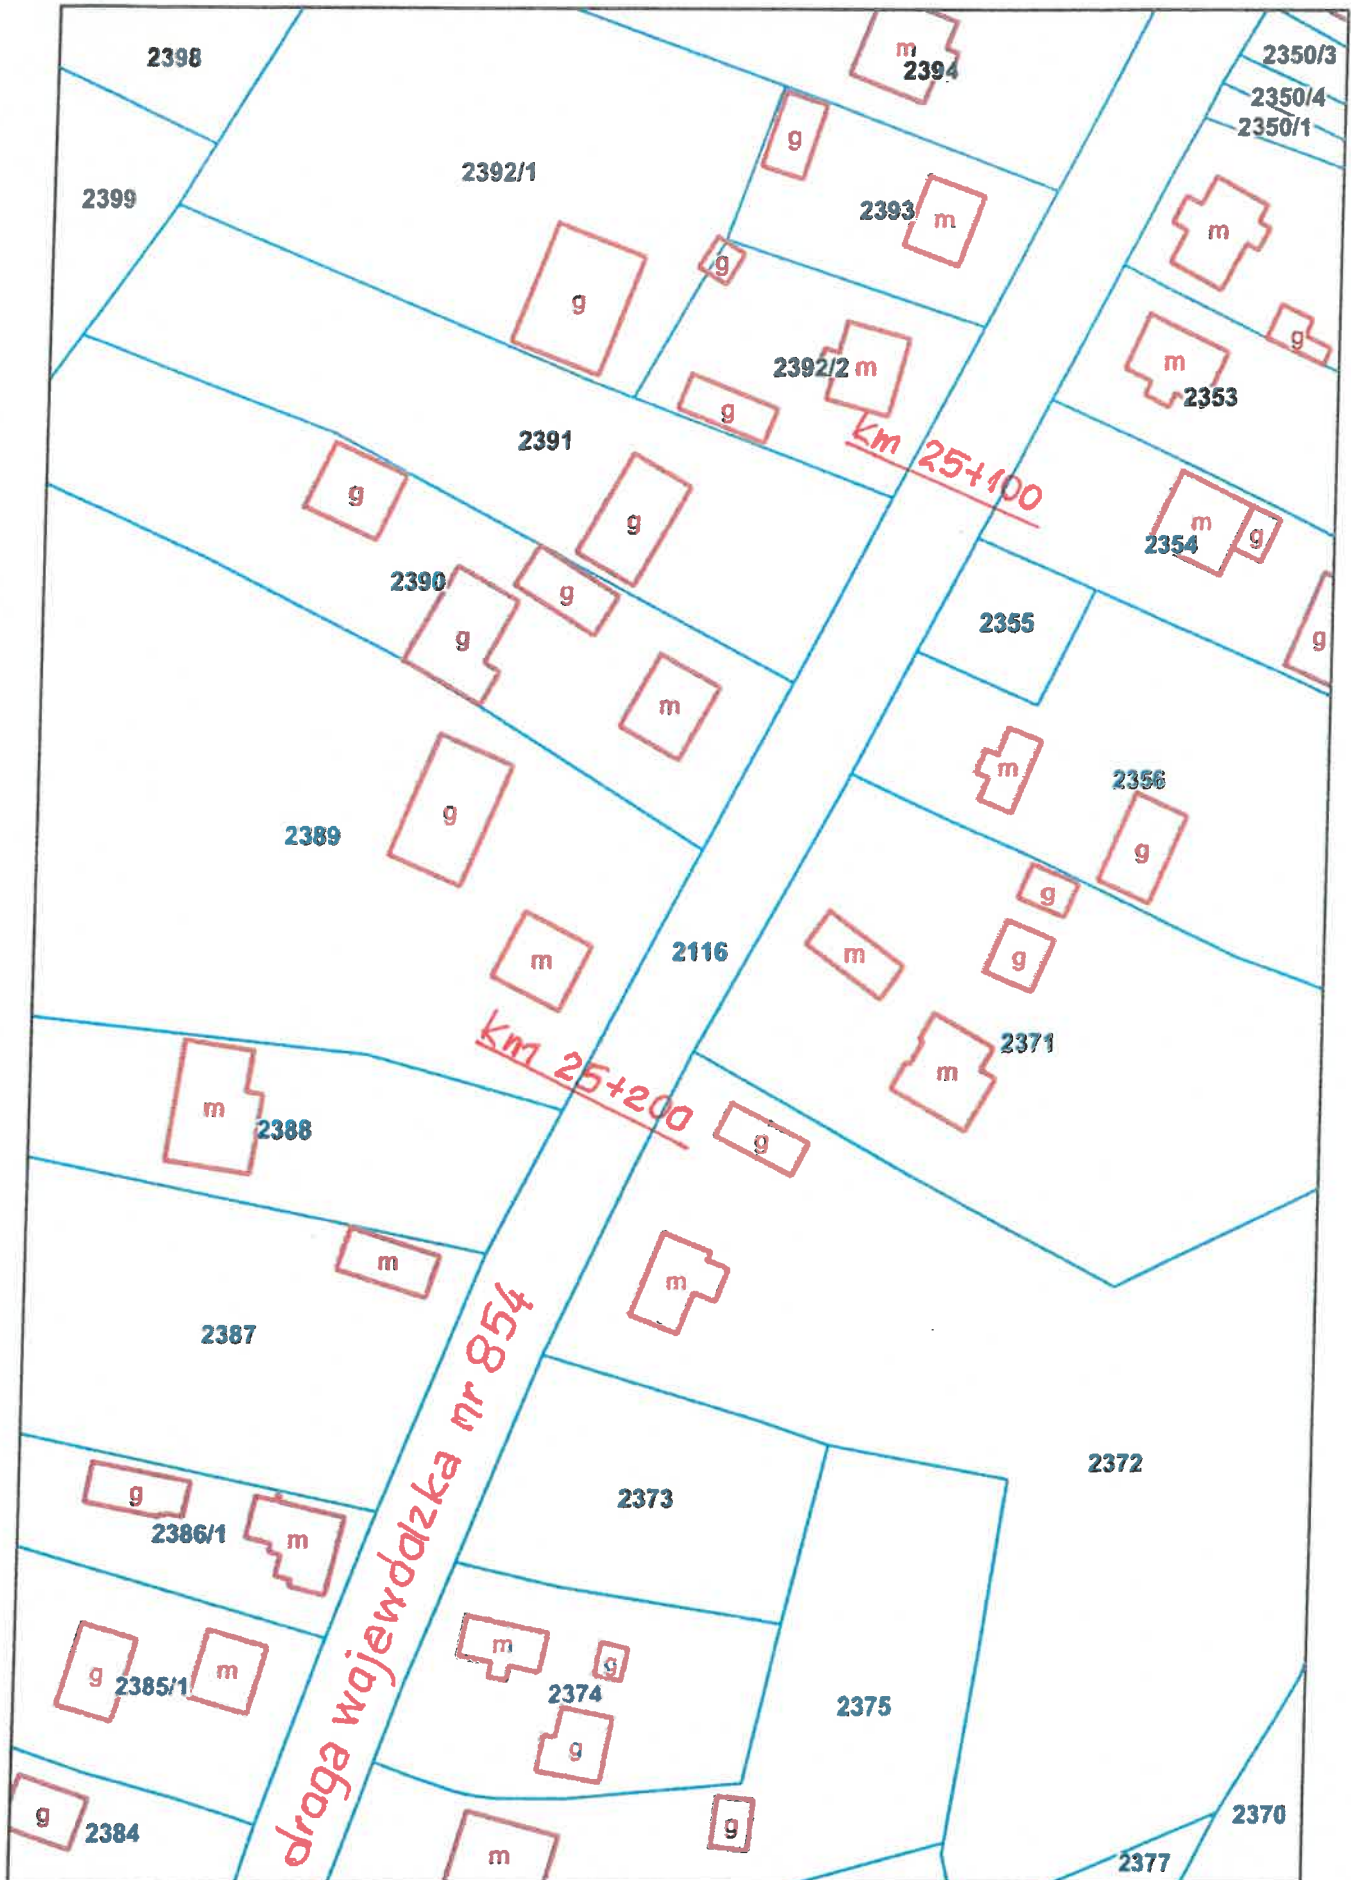 2398
m
2394
2350/3
2350/4
2350/1
g
2392/1
2399
2393
m
m
g
g
g
m
2353
2392/2
m
g
km 25+100
2391
g
g
m
g
2354
2390
g
g
2355
g
m
m
2356
g
2389
g
g
m
2116
m
g
km 25+200
2371
m
m
2388
g
m
m
2387
droga wojewódzka nr 854
2372
g
2373
2386/1
m
m
g
g
2385/1
m
2374
2375
g
g
2384
g
2370
m
2377